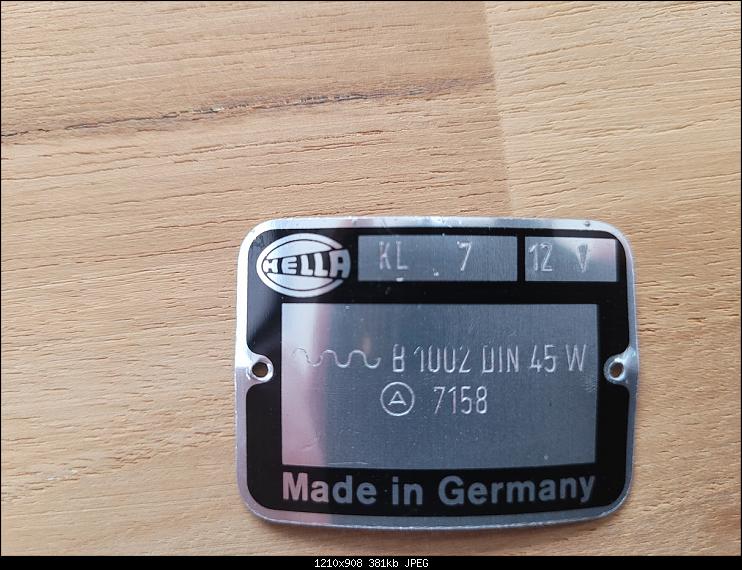 HELLA KL 7 12 V
B 1002 DIN 45 W
A 7158
Made in Germany
1210x908 381kb JPEG